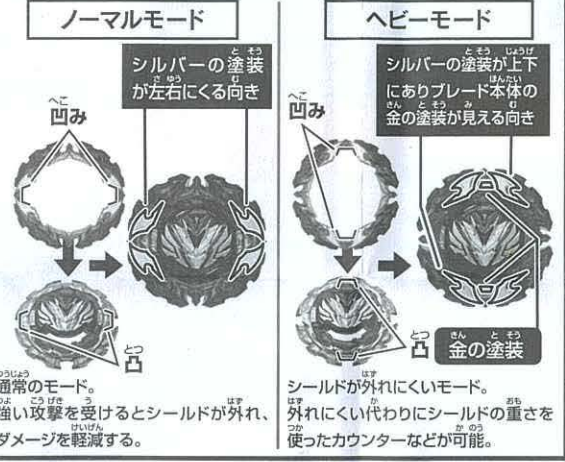 ノーマルモード
シルバーの塗装
が左右にくる向き
凹み
凸
通常のモード。
強い攻撃を受けるとシールドが外れ、
ダメージを軽減する。
ヘビーモード
シルバーの塗装が上下
にありブレード本体の
金の塗装が見える向き
凹み
凸
金の塗装
シールドが外れにくいモード。
外れにくい代わりにシールドの重さを
使ったカウンターなどが可能。